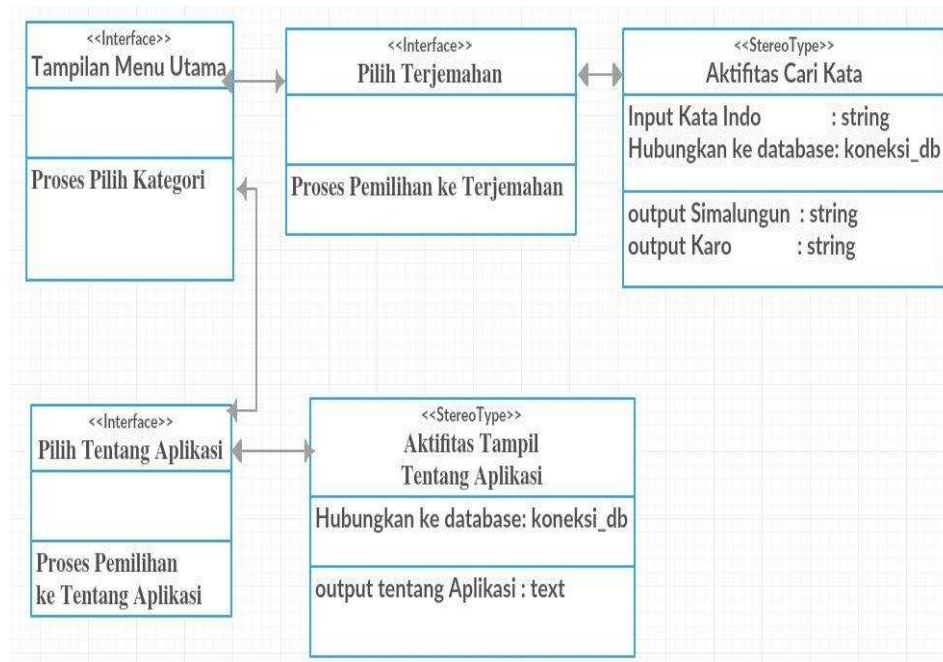 <<Interface>>
Tampilan Menu Utama
Proses Pilih Kategori
<<Interface>>
Pilih Terjemahan
Proses Pemilihan ke Terjemahan
<<StereoType>>
Aktifitas Cari Kata
Input Kata Indo : string
Hubungkan ke database: koneksi_db
output Simalungun : string
output Karo : string
<<Interface>>
Pilih Tentang Aplikasi
Proses Pemilihan
ke Tentang Aplikasi
<<StereoType>>
Aktifitas Tampil
Tentang Aplikasi
Hubungkan ke database: koneksi_db
output tentang Aplikasi : text